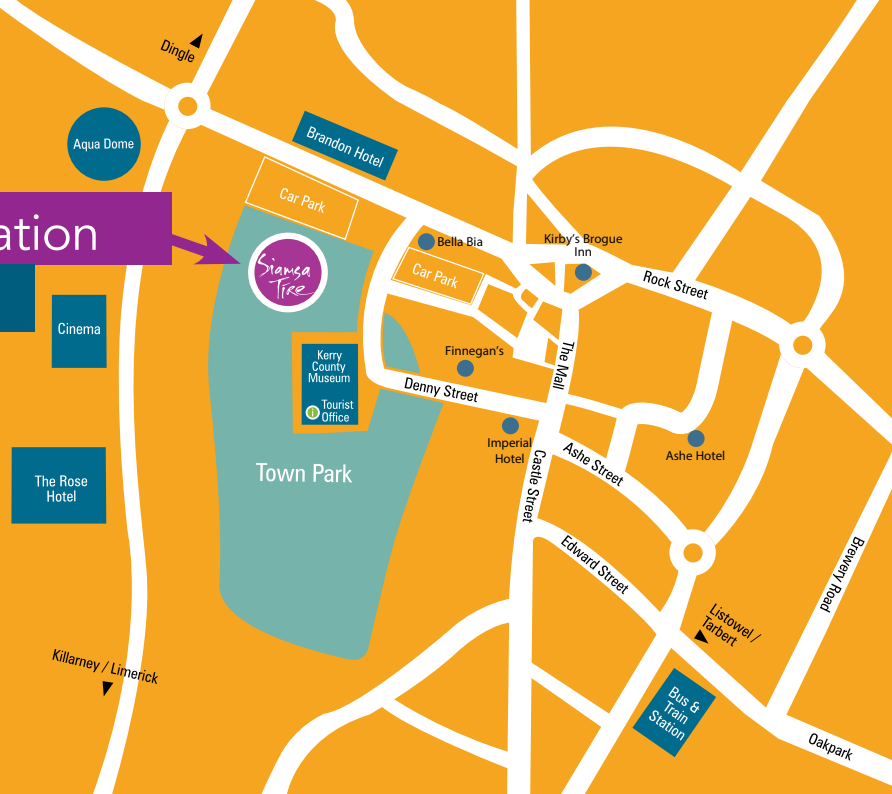 Dingle
Aqua Dome
Brandon Hotel
Car Park
ation
Siamsa
Tíre
Bella Bia
Car Park
Kirby's Brogue
Inn
Rock Street
Cinema
Kerry
County
Museum
i Tourist
Office
Finnegan's
The Mall
Denny Street
Imperial
Hotel
Ashe Street
Ashe Hotel
Town Park
Castle Street
The Rose
Hotel
Edward Street
Brewery Road
Listowel /
Tarbert
Killarney / Limerick
Bus &
Train
Station
Oakpark